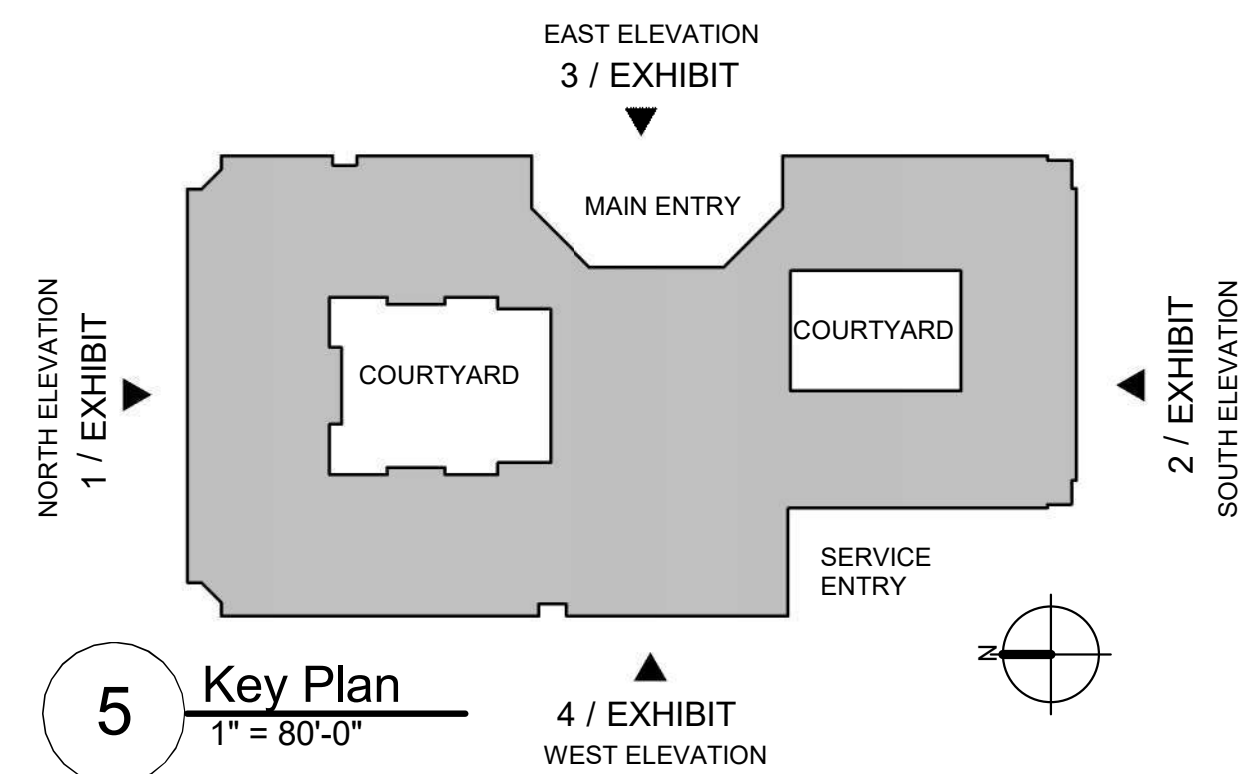 EAST ELEVATION
3 / EXHIBIT
MAIN ENTRY
NORTH ELEVATION
1 / EXHIBIT
COURTYARD
COURTYARD
2 / EXHIBIT
SOUTH ELEVATION
SERVICE
ENTRY
N
5
Key Plan
1" = 80'-0"
4 / EXHIBIT
WEST ELEVATION